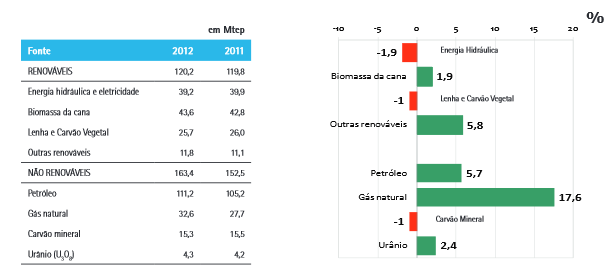 em Mtep
Fonte 2012 2011
RENOVÁVEIS 120,2 119,8
Energia hidráulica e eletricidade 39,2 39,9
Biomassa da cana 43,6 42,8
Lenha e Carvão Vegetal 25,7 26,0
Outras renováveis 11,8 11,1
NÃO RENOVÁVEIS 163,4 152,5
Petróleo 111,2 105,2
Gás natural 32,6 27,7
Carvão mineral 15,3 15,5
Urânio (U3O8) 4,3 4,2
%
-10 -5 0 5 10 15 20
-1,9 Energia Hidráulica
Biomassa da cana 1,9
-1 Lenha e Carvão Vegetal
Outras renováveis 5,8
Petróleo 5,7
Gás natural 17,6
-1 Carvão Mineral
Urânio 2,4